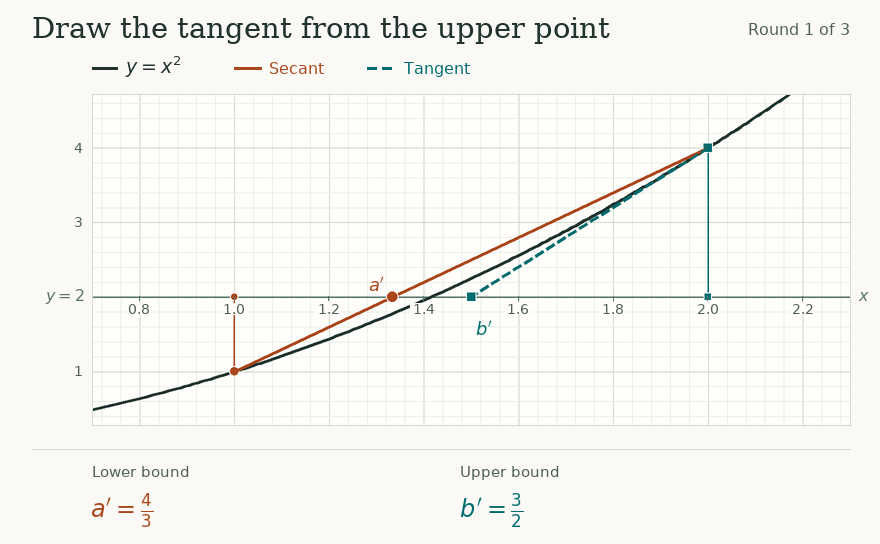 Draw the tangent from the upper point
Round 1 of 3
y = x²
Secant
Tangent
4
3
y = 2
1
0.8 1.0 1.2 1.4 1.6 1.8 2.0 2.2
x
a′
b′
Lower bound
Upper bound
a′ = 4/3
b′ = 3/2